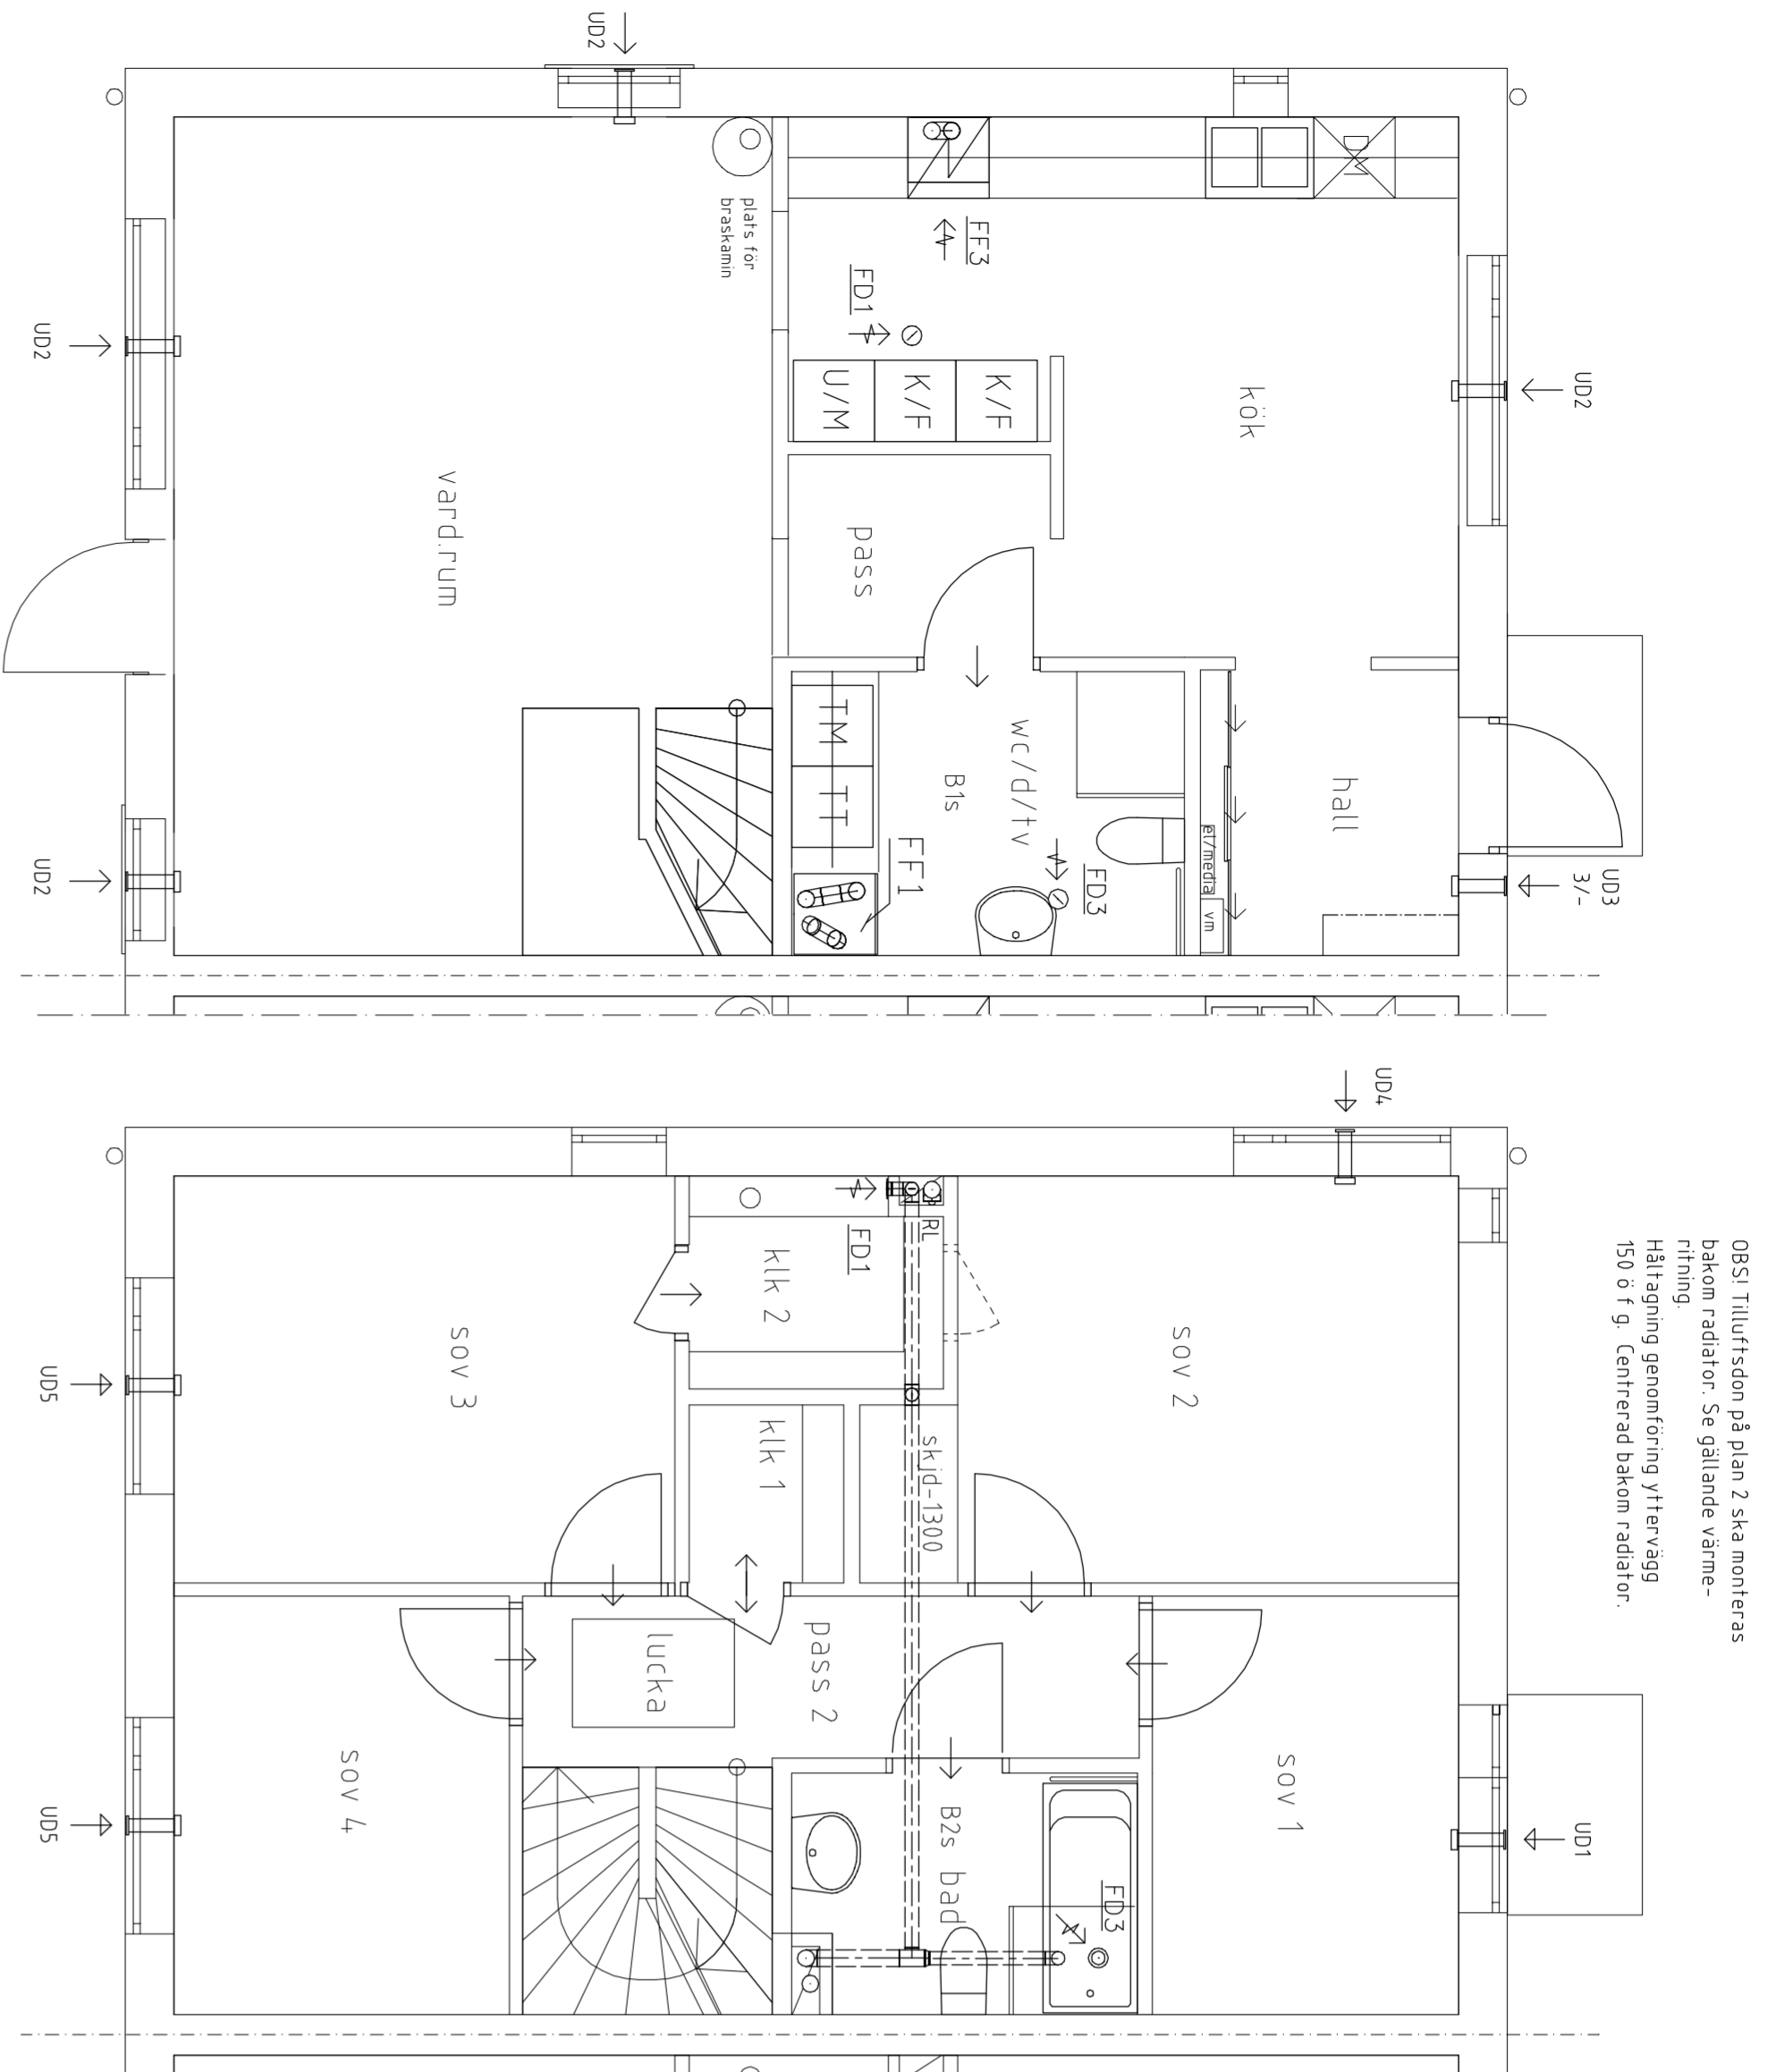 UD2
UD2
UD2
UD2
UD3
3/-
DM
plats för
braskamin
FF3
FD1
K/F
K/F
U/M
kök
vard.rum
pass
hall
wc/d/tv
B1s
TM
TT
FF1
FD3
el/media
vm
OBS! Tilluftsdon på plan 2 ska monteras
bakom radiator. Se gällande värme-
ritning.
Håltagning genomföring yttervägg
150 ö f g. Centrerad bakom radiator.
UD4
RL
FD1
klk 2
sov 3
sov 2
klk 1
skjd-1300
UD5
lucka
pass 2
sov 4
sov 1
B2s bad
FD3
UD5
UD1